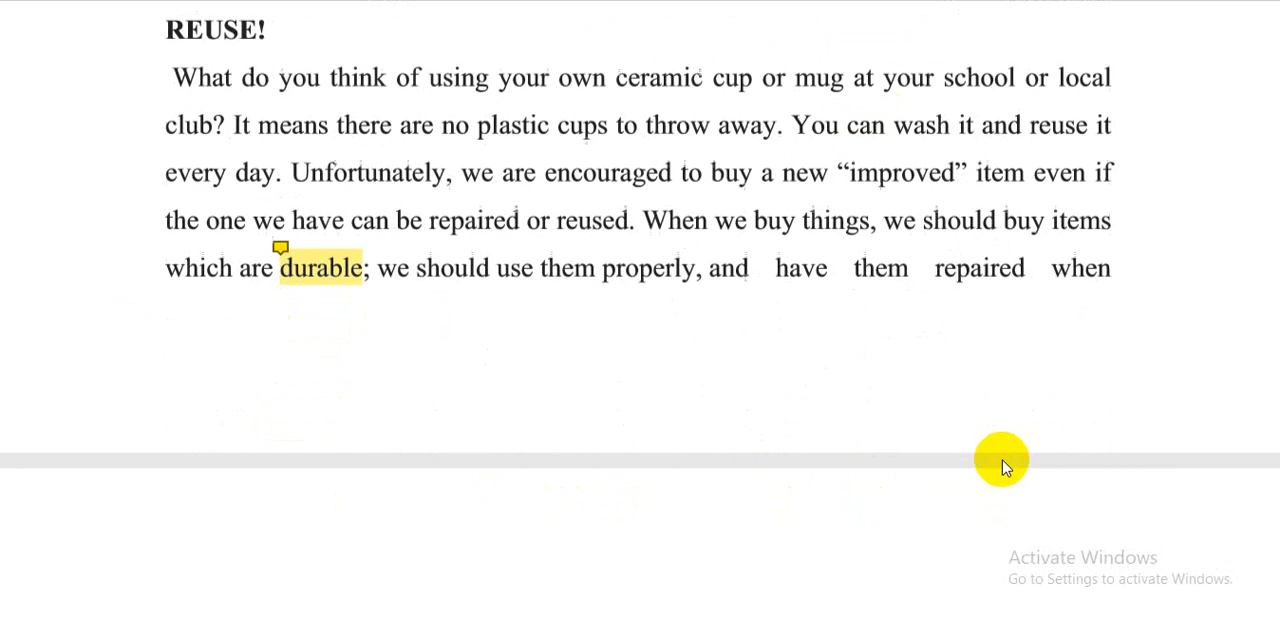 REUSE!
What do you think of using your own ceramic cup or mug at your school or local
club? It means there are no plastic cups to throw away. You can wash it and reuse it
every day. Unfortunately, we are encouraged to buy a new “improved” item even if
the one we have can be repaired or reused. When we buy things, we should buy items
which are durable; we should use them properly, and have them repaired when
Activate Windows
Go to Settings to activate Windows.